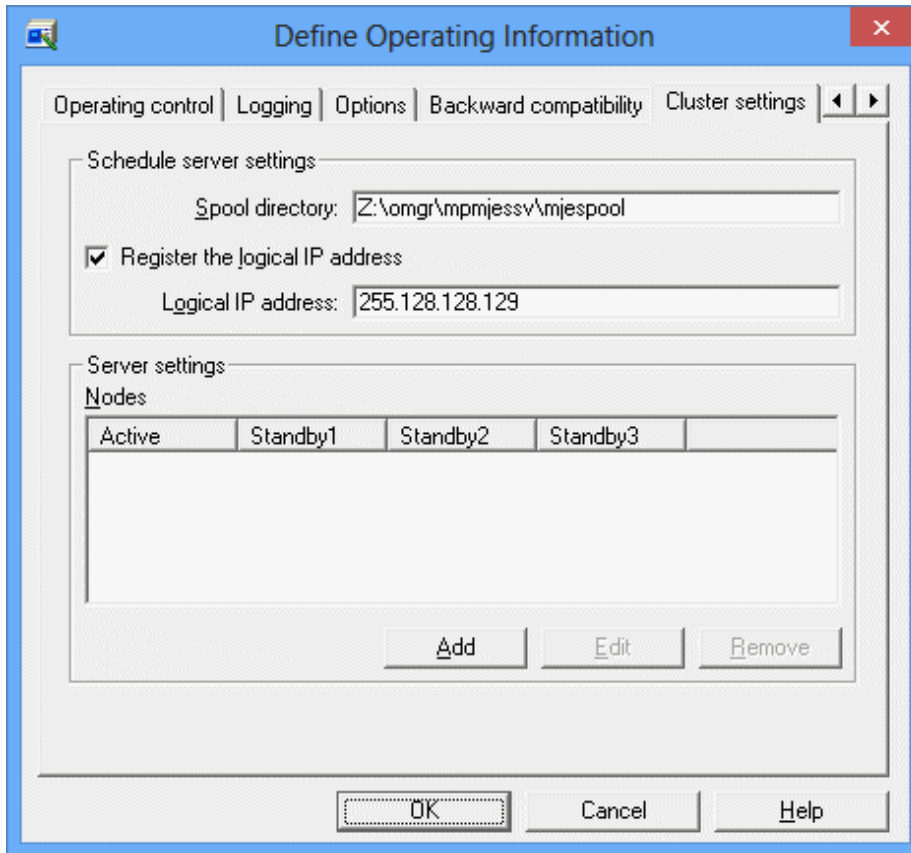 Define Operating Information
Operating control Logging Options Backward compatibility Cluster settings
Schedule server settings
Spool directory: Z:\omgr\mpmjessv\mjespool
Register the logical IP address
Logical IP address: 255.128.128.129
Server settings
Nodes
Active Standby1 Standby2 Standby3
Add Edit Remove
OK Cancel Help